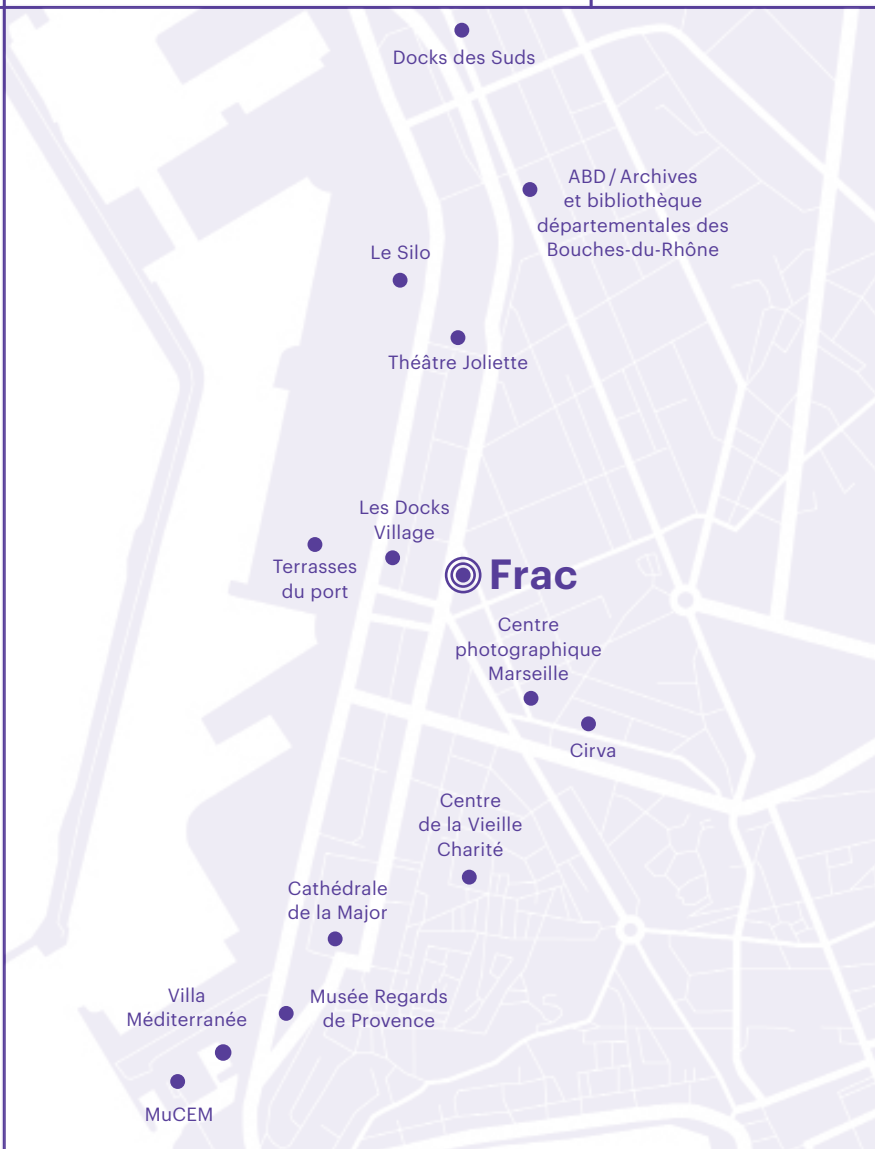 Docks des Suds
ABD / Archives
et bibliothèque
départementales des
Bouches-du-Rhône
Le Silo
Théâtre Joliette
Les Docks
Village
Terrasses
du port
Frac
Centre
photographique
Marseille
Cirva
Centre
de la Vieille
Charité
Cathédrale
de la Major
Villa
Méditerranée
Musée Regards
de Provence
MuCEM